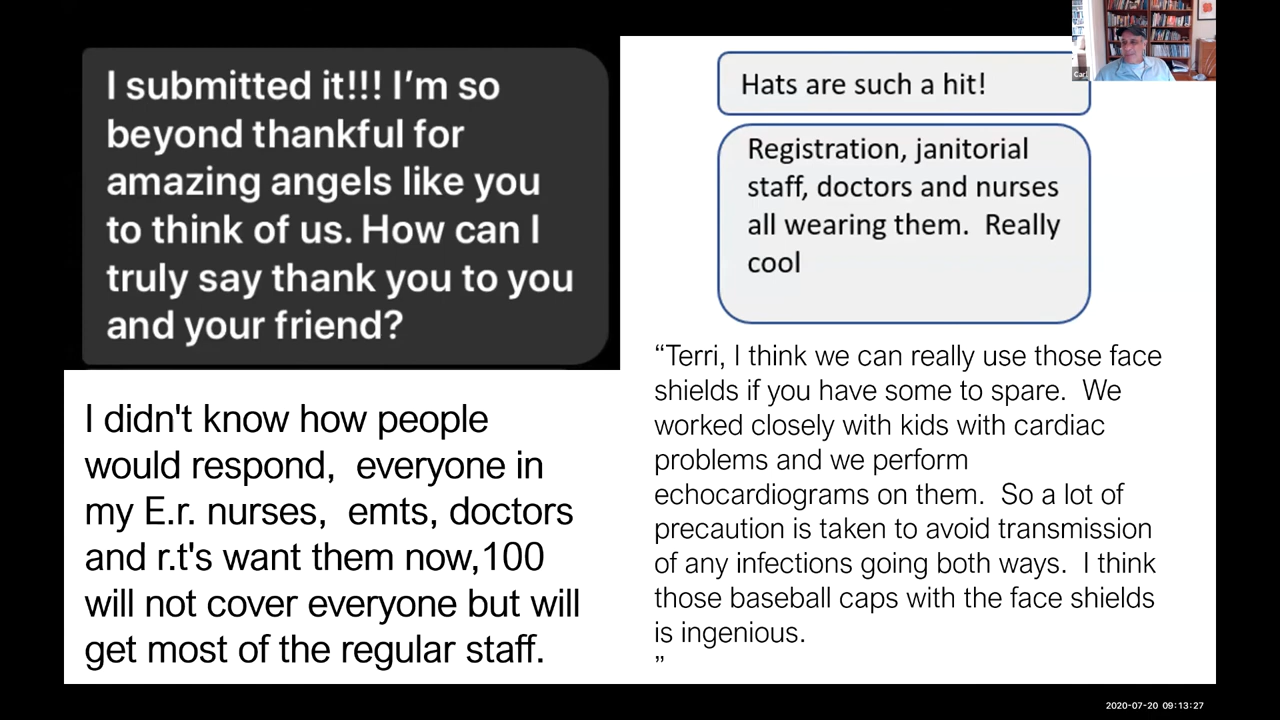 I submitted it!!! I’m so
beyond thankful for
amazing angels like you
to think of us. How can I
truly say thank you to you
and your friend?
I didn't know how people
would respond,  everyone in
my E.r. nurses,  emts, doctors
and r.t's want them now,100
will not cover everyone but will
get most of the regular staff.
Hats are such a hit!
Registration, janitorial
staff, doctors and nurses
all wearing them.  Really
cool
“Terri, I think we can really use those face
shields if you have some to spare.  We
worked closely with kids with cardiac
problems and we perform
echocardiograms on them.  So a lot of
precaution is taken to avoid transmission
of any infections going both ways.  I think
those baseball caps with the face shields
is ingenious.
”
Carl
2020-07-20 09:13:27